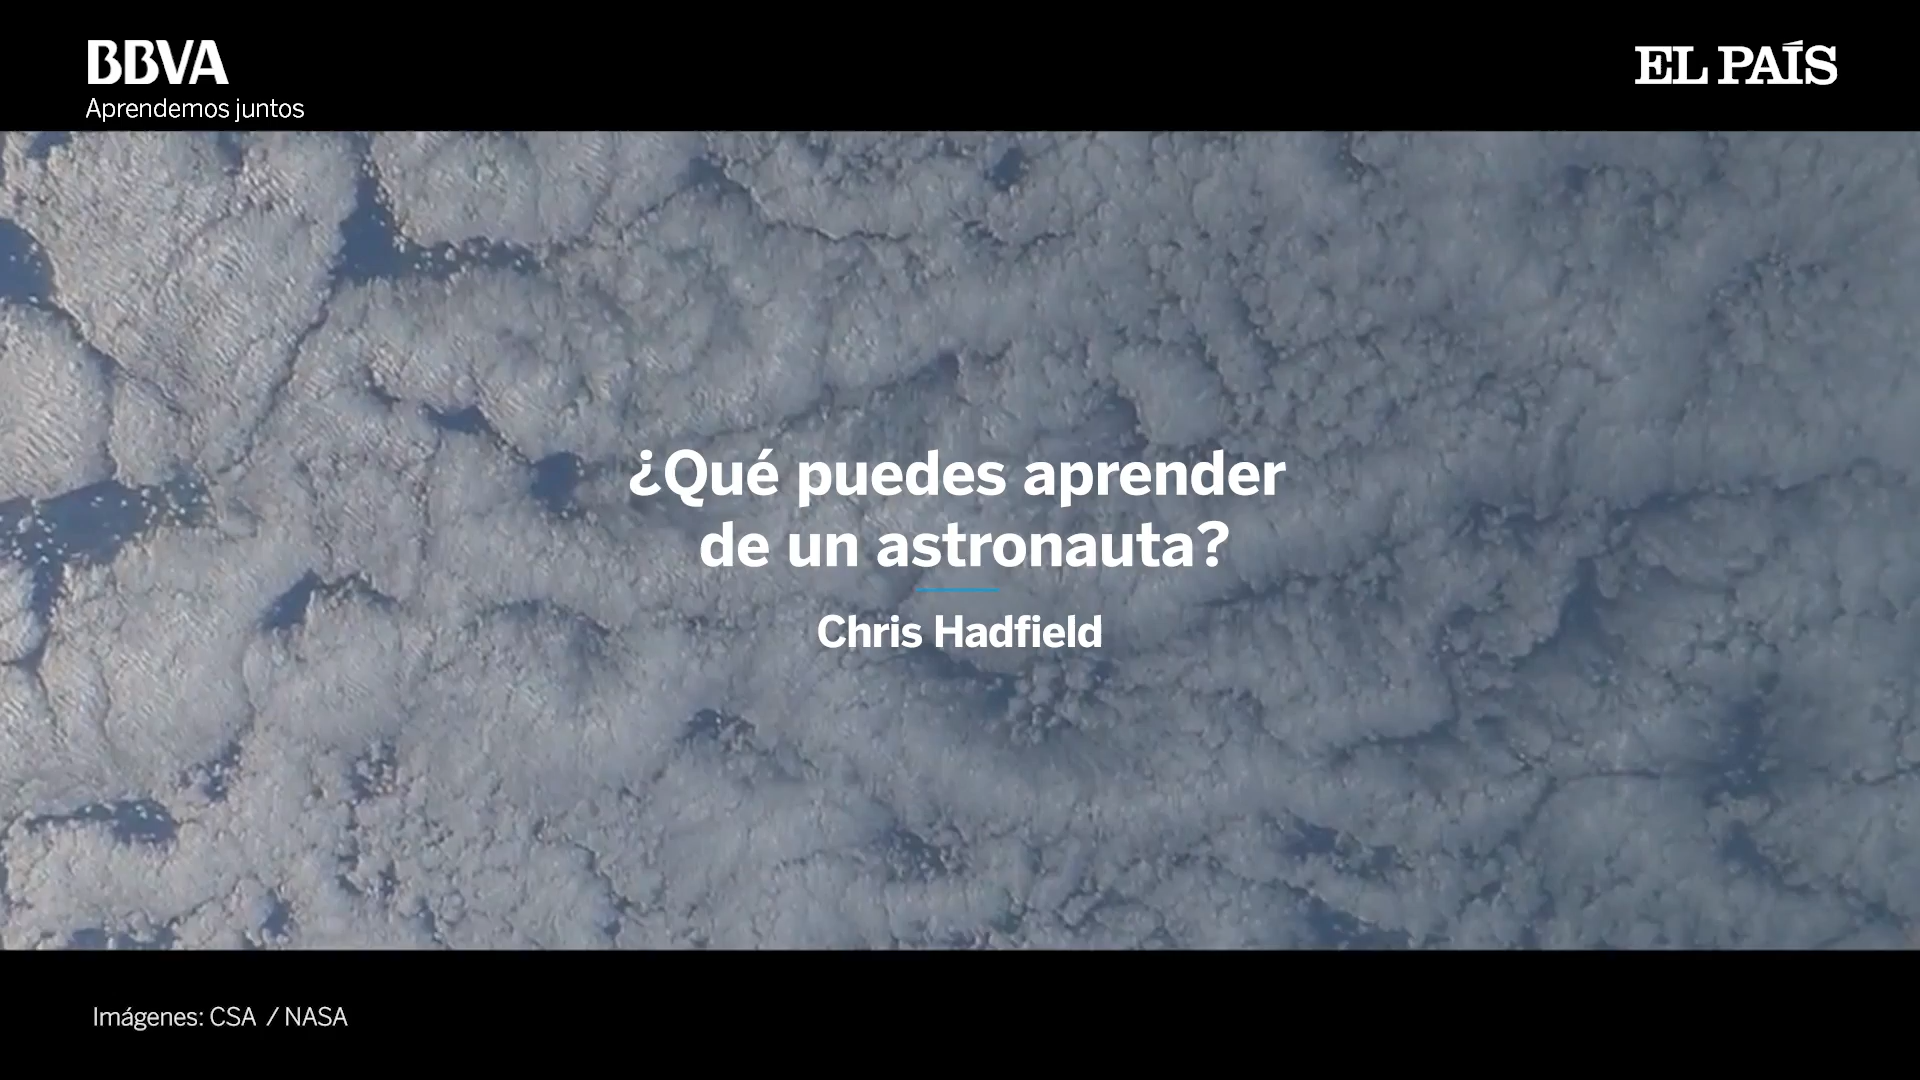 BBVA
Aprendemos juntos
EL PAÍS
¿Qué puedes aprender
de un astronauta?
Chris Hadfield
Imágenes: CSA / NASA